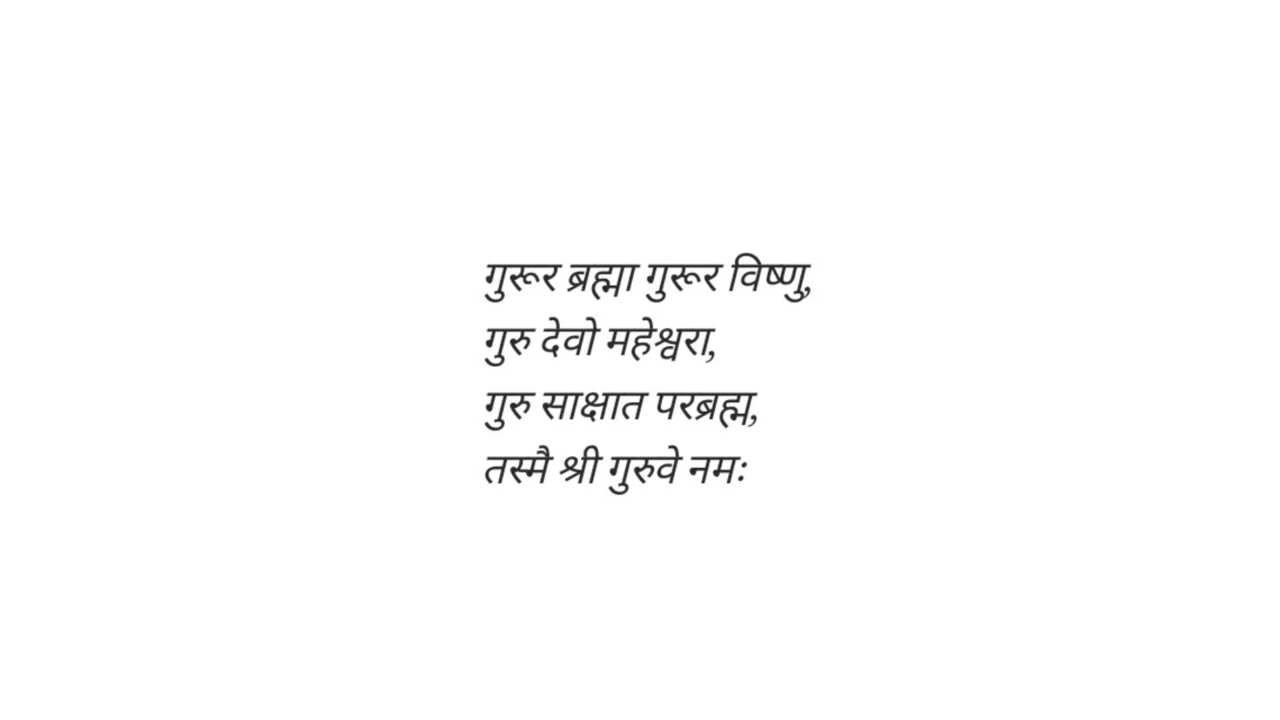 गुरूर ब्रह्मा गुरूर विष्णु,
गुरु देवो महेश्वरा,
गुरु साक्षात परब्रह्म,
तस्मै श्री गुरुवे नमः